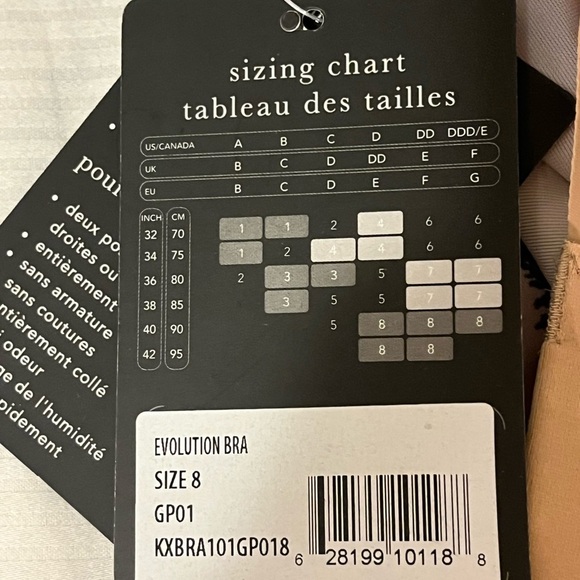 sizing chart
tableau des tailles
US/CANADA A B C D DD DDD/E
UK B C D DD E F
EU B C D E F G
INCH CM
32 70 1 1 2 4 6 6
34 75 1 2 4 4 6 6
36 80 2 3 3 5 7 7
38 85 3 5 5 7 7
40 90 5 8 8 8
42 95 8 8
EVOLUTION BRA
SIZE 8
GP01
KXBRA101GP018
6 28199 10118 8
pour
• deux po
droites ou
• entièrement
• sans armature
sans coutures
entièrement collé
odeur
de l'humidité
pidement